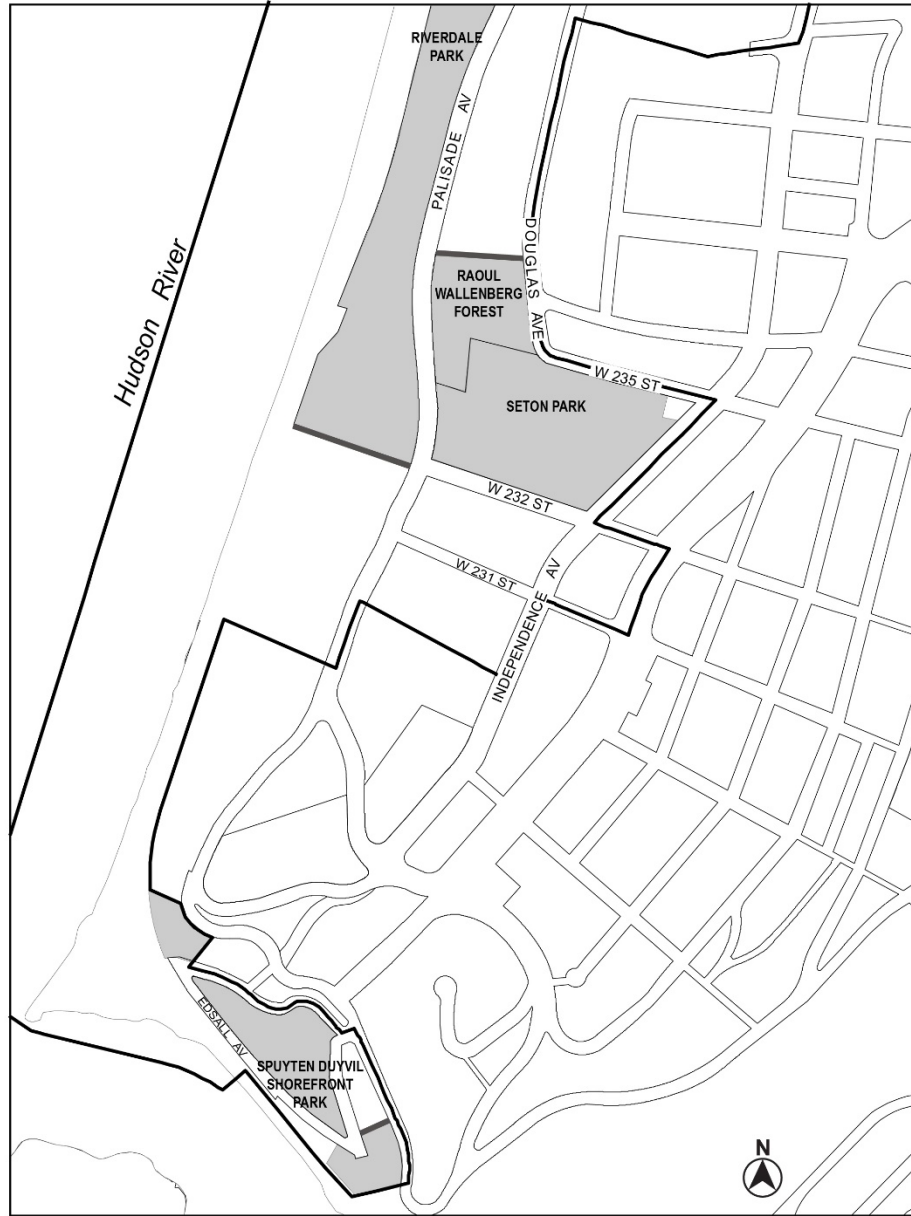 RIVERDALE
PARK
PALISADE AV
DOUGLAS AVE
Hudson River
RAOUL
WALLENBERG
FOREST
W 235 ST
SETON PARK
W 232 ST
W 231 ST
INDEPENDENCE AV
EDSALL AV
SPUYTEN DUYVIL
SHOREFRONT
PARK
N